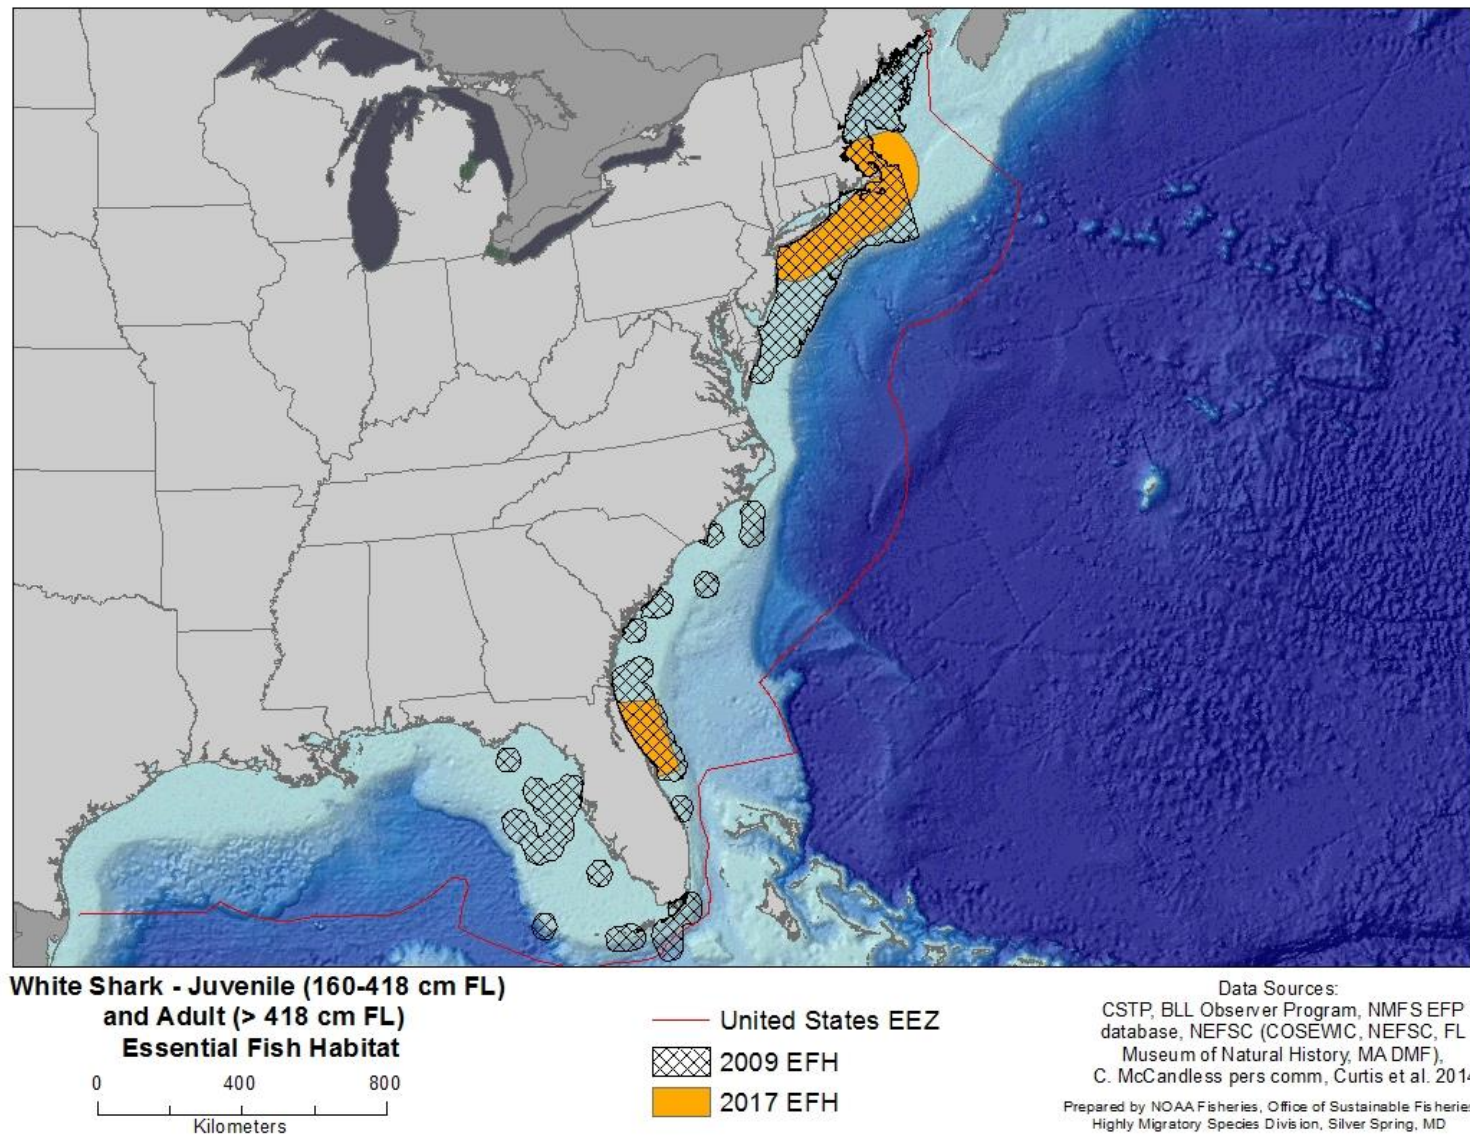 White Shark - Juvenile (160-418 cm FL)
and Adult (> 418 cm FL)
Essential Fish Habitat
0 400 800
Kilometers
United States EEZ
2009 EFH
2017 EFH
Data Sources:
CSTP, BLL Observer Program, NMFS EFP
database, NEFSC (COSEWIC, NEFSC, FL
Museum of Natural History, MA DMF),
C. McCandless pers comm, Curtis et al. 2014
Prepared by NOAA Fisheries, Office of Sustainable Fisheries
Highly Migratory Species Division, Silver Spring, MD